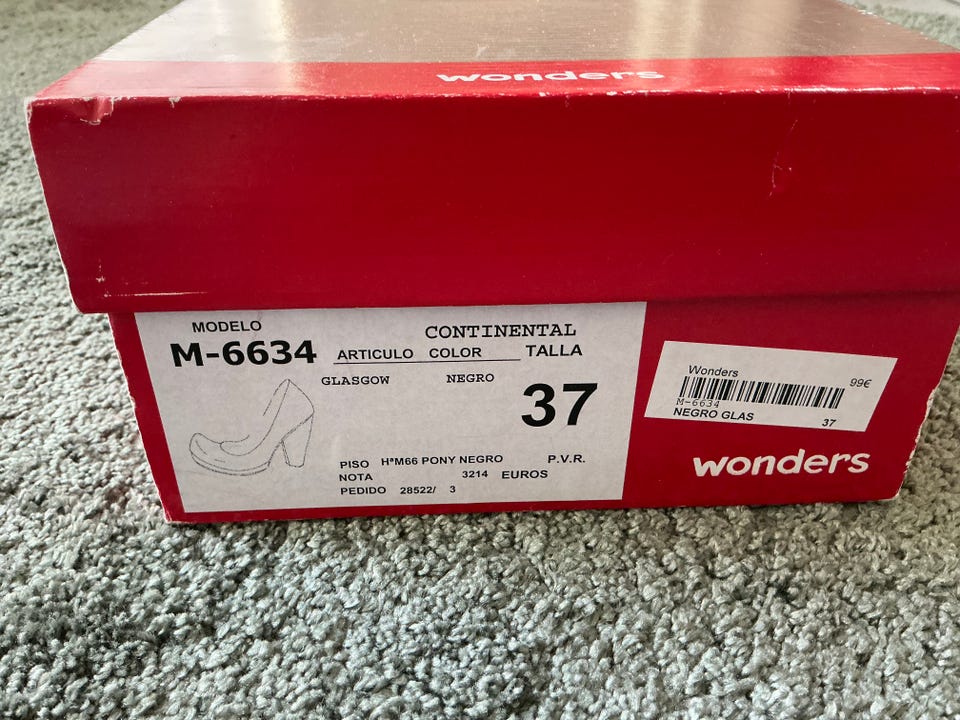 wonders
MODELO
M-6634
CONTINENTAL
ARTICULO COLOR TALLA
GLASGOW NEGRO
37
PISO HªM66 PONY NEGRO P.V.R.
NOTA 3214 EUROS
PEDIDO 28522/ 3
Wonders 99€
M-6634
NEGRO GLAS 37
wonders